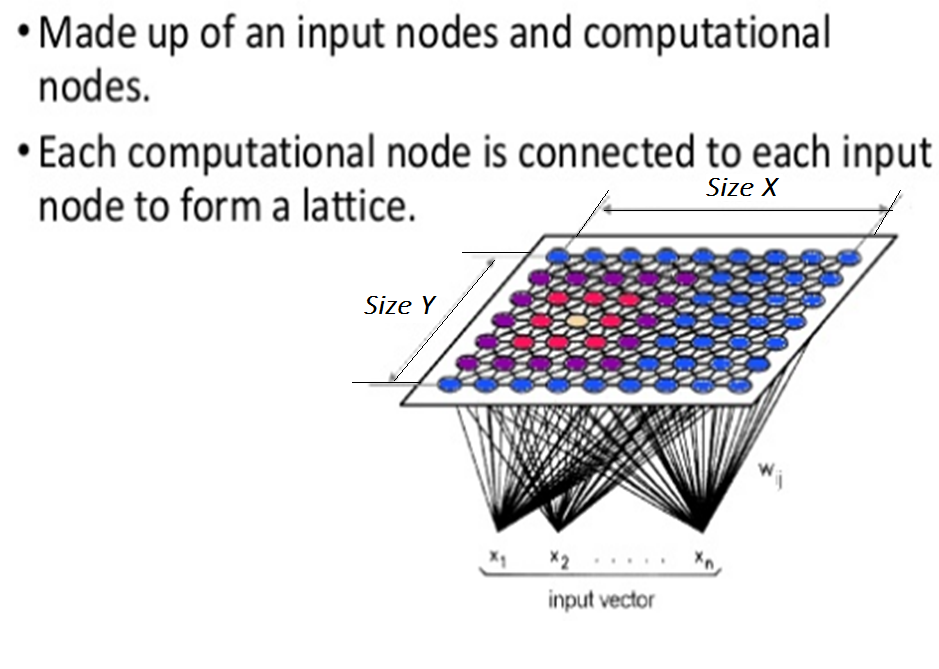 • Made up of an input nodes and computational
nodes.
• Each computational node is connected to each input
node to form a lattice.
Size X
Size Y
w ij
x1 x2 . . . . . xn
input vector